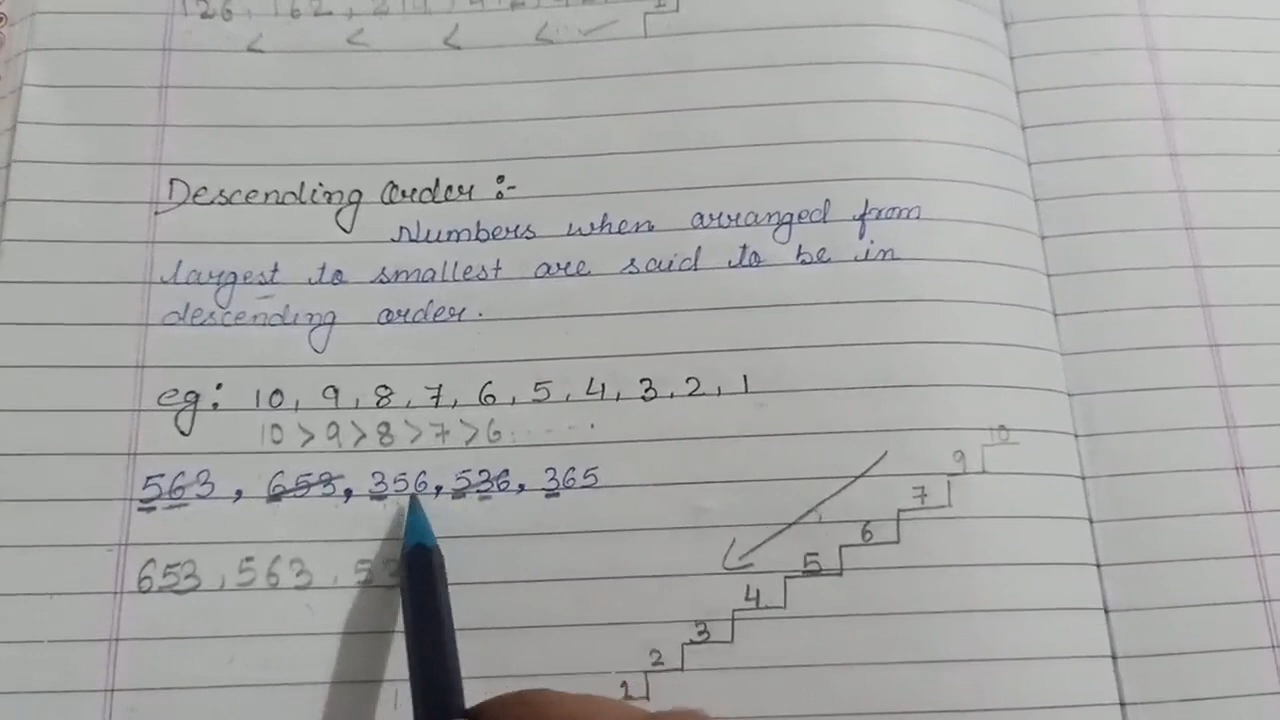 126, 162,
< < < <
Descending Order :-
Numbers when arranged from
largest to smallest are said to be in
descending order.
eg: 10, 9, 8, 7, 6, 5, 4, 3, 2, 1
10 > 9 > 8 > 7 > 6 .....
563, 653, 356, 536, 365
653, 563,
10
9
7
6
5
4
3
2
1